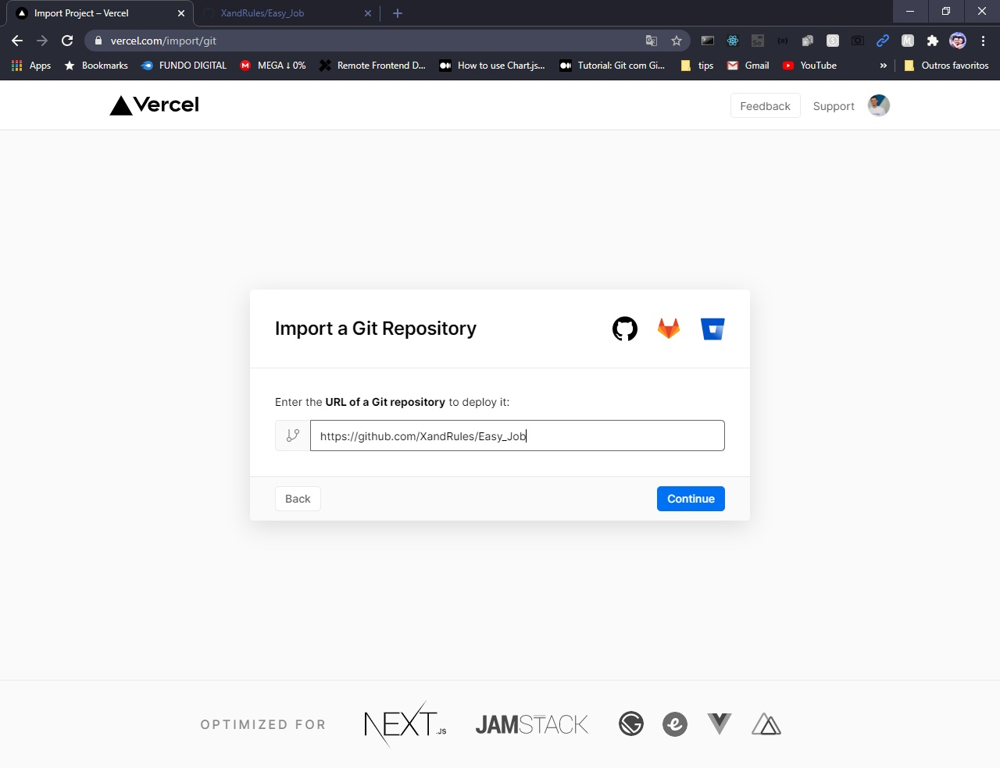 Import Project – Vercel
XandRules/Easy_Job
vercel.com/import/git
Apps
Bookmarks
FUNDO DIGITAL
MEGA ↓ 0%
Remote Frontend D...
How to use Chart.js...
Tutorial: Git com Gi...
tips
Gmail
YouTube
»
Outros favoritos
Vercel
Feedback
Support
Import a Git Repository
Enter the URL of a Git repository to deploy it:
https://github.com/XandRules/Easy_Job
Back
Continue
OPTIMIZED FOR
NEXT.JS
JAMSTACK